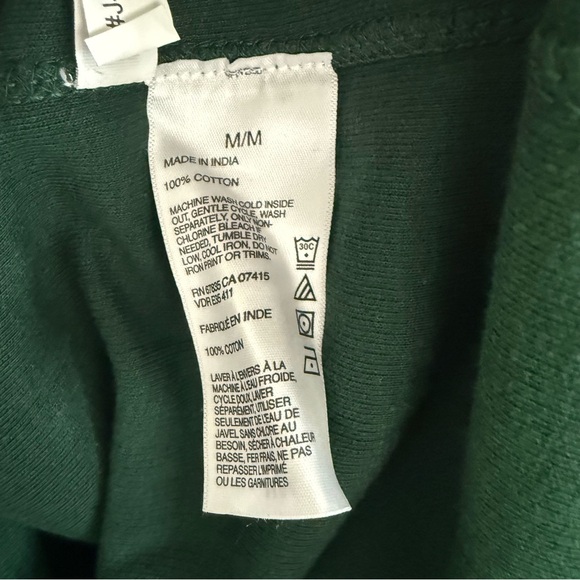 #J
M/M
MADE IN INDIA
100% COTTON
MACHINE WASH COLD INSIDE
OUT, GENTLE CYCLE, WASH
SEPARATELY, ONLY NON-
CHLORINE BLEACH IF
NEEDED, TUMBLE DRY
LOW, COOL IRON, DO NOT
IRON PRINT OR TRIMS.
30C
CA 07415
VDR
FABRIQUÉ EN INDE
100% COTON
LAVER À L'ENVERS À LA
MACHINE À L'EAU FROIDE,
CYCLE DOUX, LAVER
SÉPARÉMENT, UTILISER
SEULEMENT DE L'EAU DE
JAVEL SANS CHLORE AU
BESOIN, SÉCHER À CHALEUR
BASSE, FER FRAIS, NE PAS
REPASSER L'IMPRIMÉ
OU LES GARNITURES